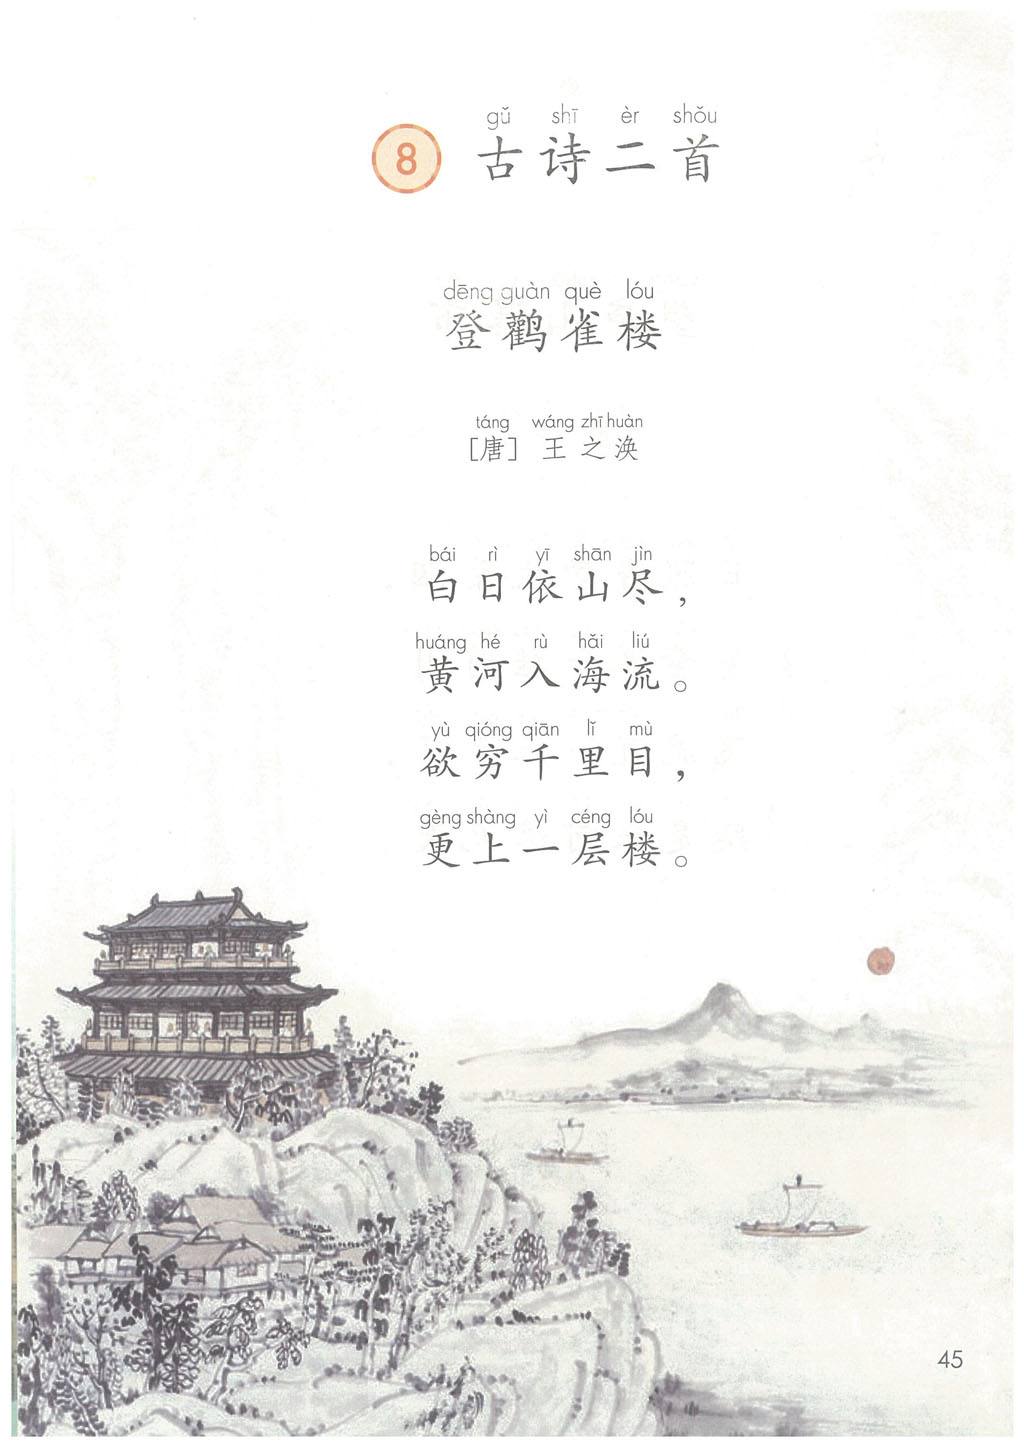 gǔ shī èr shǒu
8 古诗二首
dēng guàn què lóu
登鹳雀楼
táng wáng zhī huàn
[唐] 王之涣
bái rì yī shān jìn
白日依山尽，
huáng hé rù hǎi liú
黄河入海流。
yù qióng qiān lǐ mù
欲穷千里目，
gèng shàng yì céng lóu
更上一层楼。
45